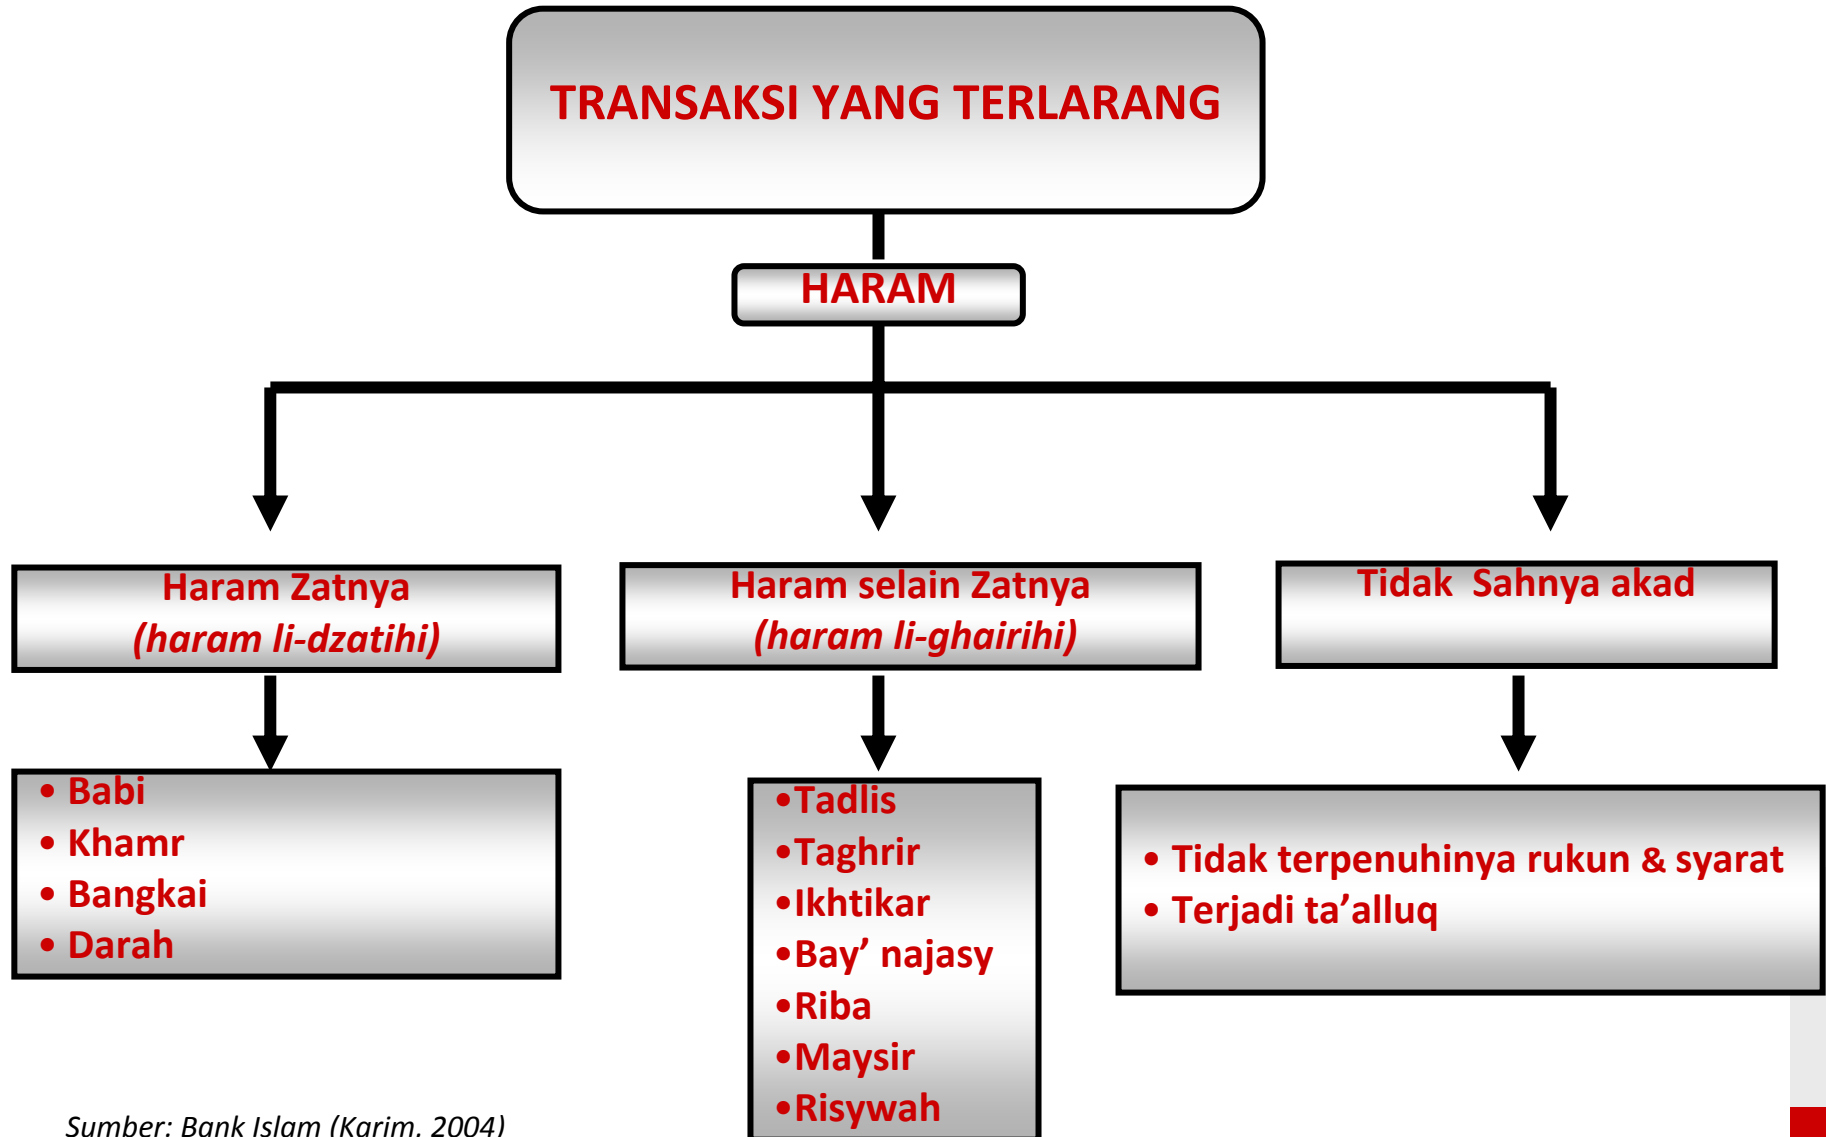 TRANSAKSI YANG TERLARANG
HARAM
Haram Zatnya
(haram li-dzatihi)
Haram selain Zatnya
(haram li-ghairihi)
Tidak Sahnya akad
• Babi
• Khamr
• Bangkai
• Darah
•Tadlis
•Taghrir
•Ikhtikar
•Bay’ najasy
•Riba
•Maysir
•Risywah
• Tidak terpenuhinya rukun & syarat
• Terjadi ta’alluq
Sumber: Bank Islam (Karim, 2004)